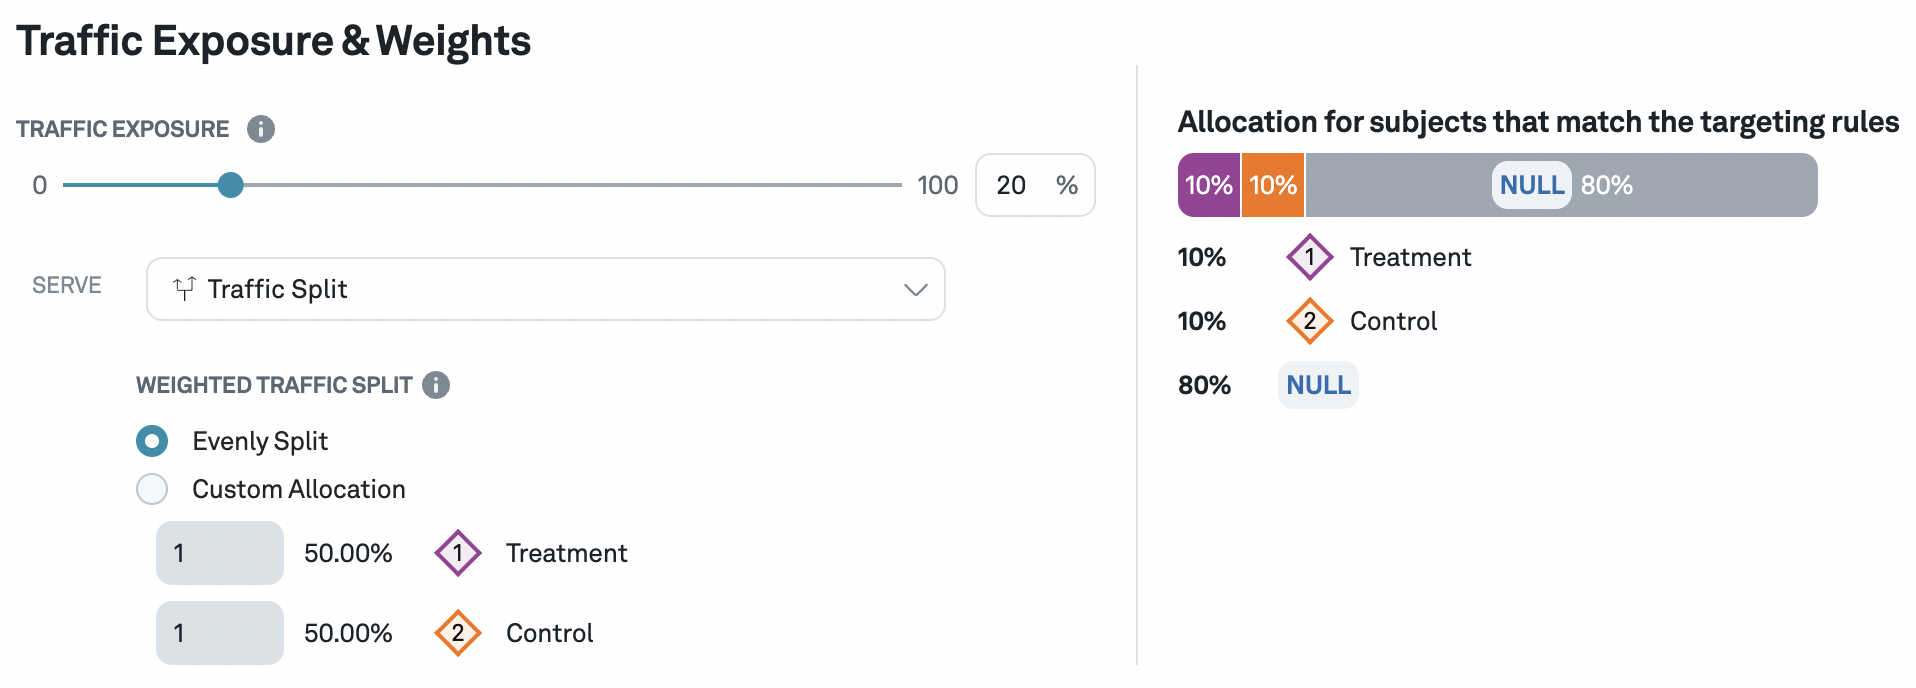 Traffic Exposure & Weights
TRAFFIC EXPOSURE
0 100 20 %
SERVE Traffic Split
WEIGHTED TRAFFIC SPLIT
Evenly Split
Custom Allocation
1 50.00% 1 Treatment
1 50.00% 2 Control
Allocation for subjects that match the targeting rules
10% 10% NULL 80%
10% 1 Treatment
10% 2 Control
80% NULL